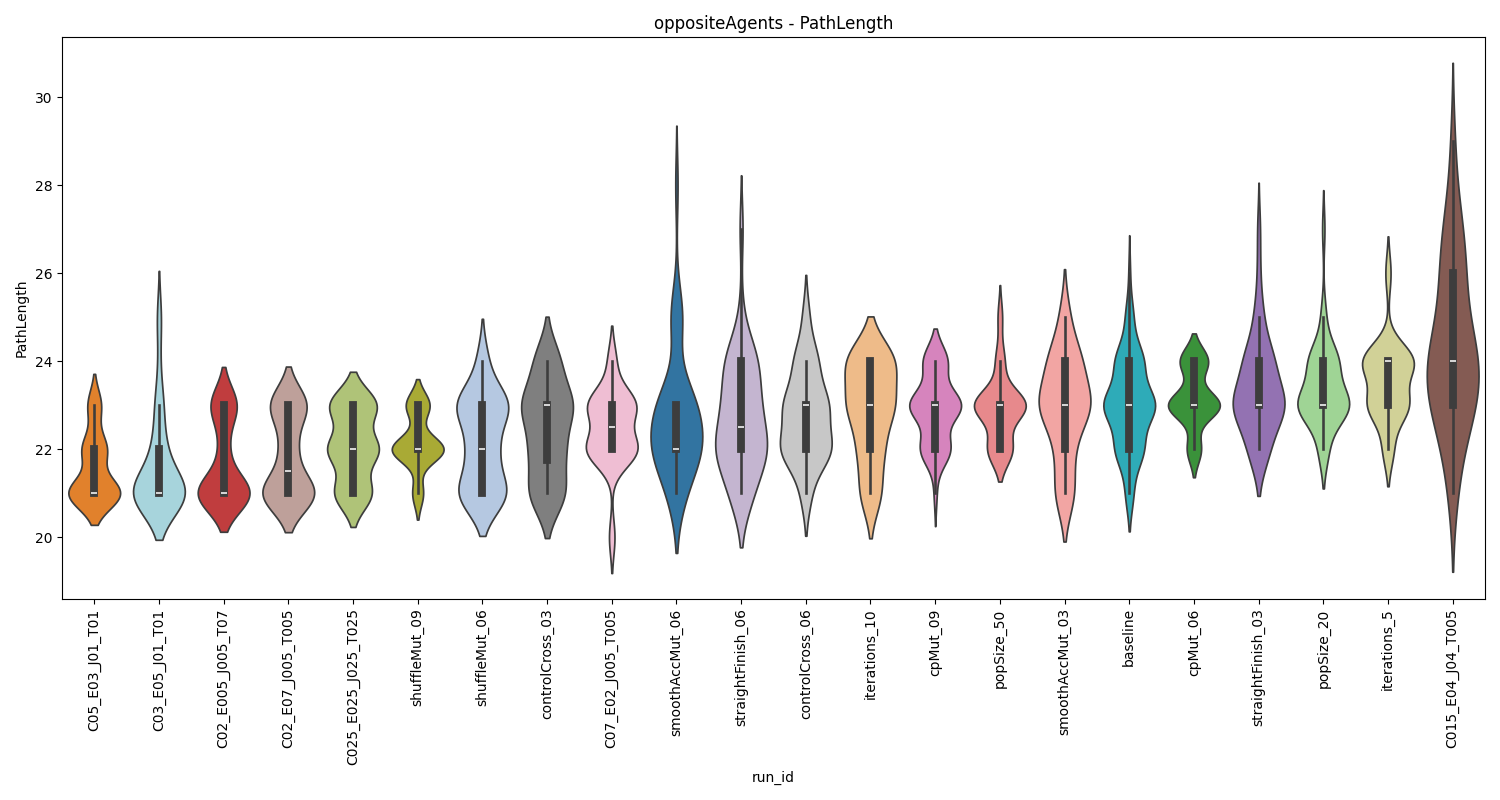 oppositeAgents - PathLength
PathLength
30
28
26
24
22
20
C05_E03_J01_T01
C03_E05_J01_T01
C02_E005_J005_T07
C02_E07_J005_T005
C025_E025_J025_T025
shuffleMut_09
shuffleMut_06
controlCross_03
C07_E02_J005_T005
smoothAccMut_06
straightFinish_06
controlCross_06
iterations_10
cpMut_09
popSize_50
smoothAccMut_03
baseline
cpMut_06
straightFinish_03
popSize_20
iterations_5
C015_E04_J04_T005
run_id